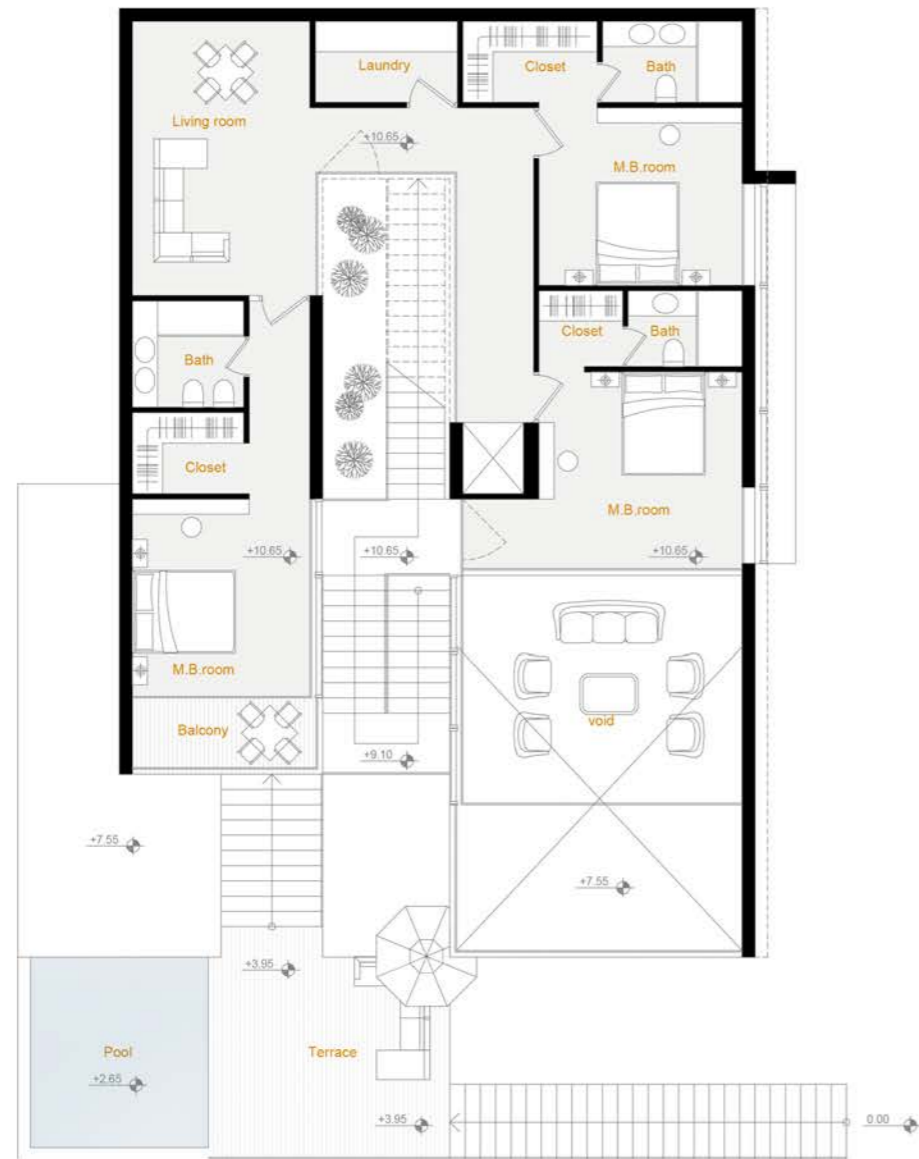 Laundry
Closet
Bath
Living room
+10.65
M.B.room
Closet
Bath
Bath
Closet
M.B.room
+10.65
+10.65
+10.65
M.B.room
Balcony
void
+9.10
+7.55
+7.55
+3.95
Pool
Terrace
+2.65
+3.95
0.00